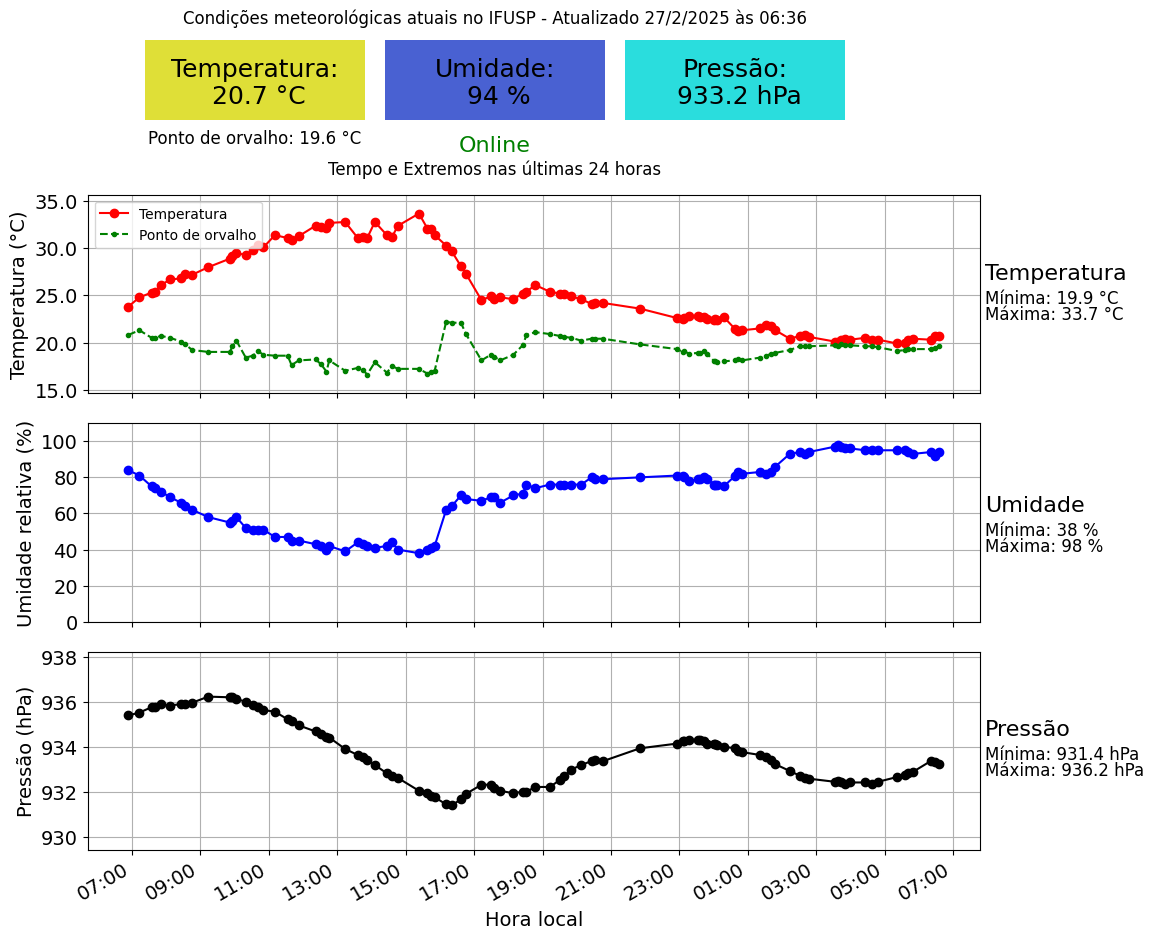 Condições meteorológicas atuais no IFUSP - Atualizado 27/2/2025 às 06:36
Temperatura:
20.7 °C
Umidade:
94 %
Pressão:
933.2 hPa
Ponto de orvalho: 19.6 °C
Online
Tempo e Extremos nas últimas 24 horas
Temperatura (°C)
35.0
30.0
25.0
20.0
15.0
Temperatura
Ponto de orvalho
Temperatura
Mínima: 19.9 °C
Máxima: 33.7 °C
Umidade relativa (%)
100
80
60
40
20
0
Umidade
Mínima: 38 %
Máxima: 98 %
Pressão (hPa)
938
936
934
932
930
Pressão
Mínima: 931.4 hPa
Máxima: 936.2 hPa
07:00
09:00
11:00
13:00
15:00
17:00
19:00
21:00
23:00
01:00
03:00
05:00
07:00
Hora local